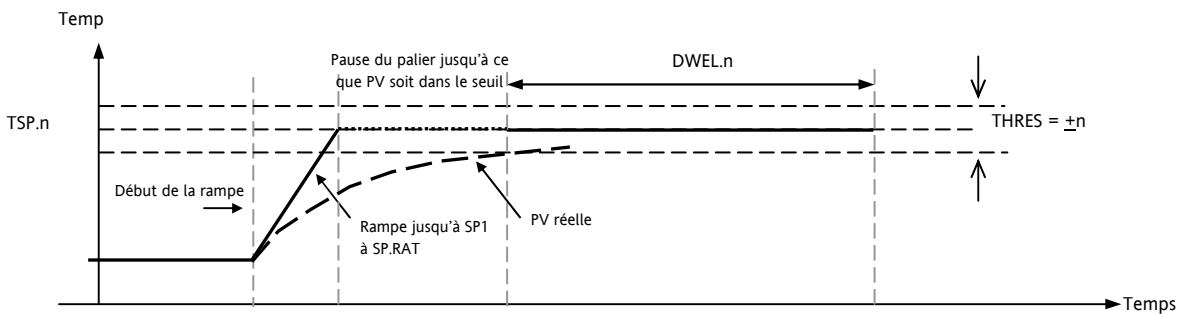 Temp
Pause du palier jusqu'à ce
que PV soit dans le seuil
DWEL.n
TSP.n
THRES = +n
Début de la rampe
Rampe jusqu'à SP1
à SP.RAT
PV réelle
Temps